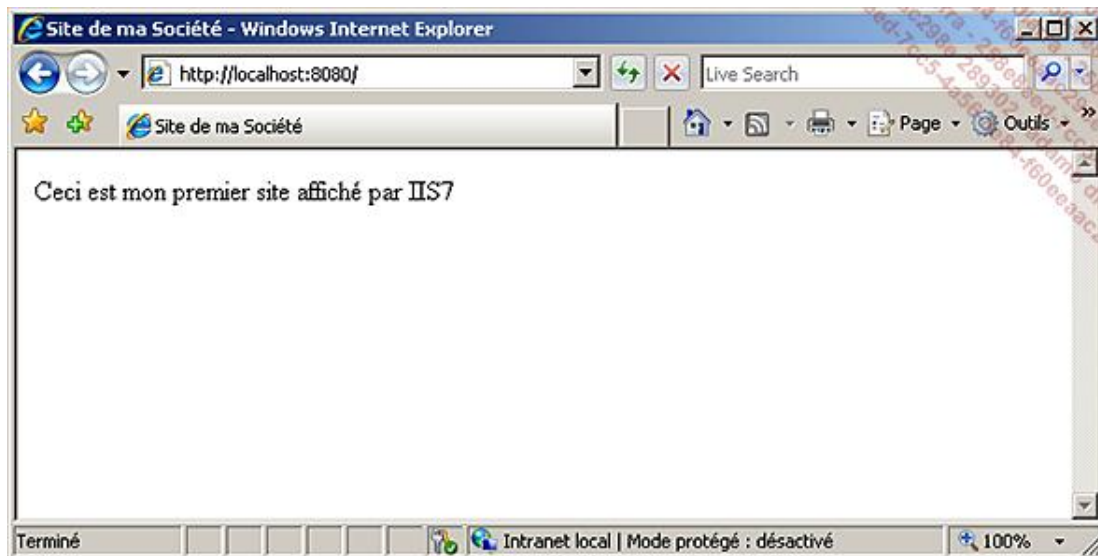 Site de ma Société - Windows Internet Explorer
http://localhost:8080/
Live Search
Site de ma Société
Page
Outils
Ceci est mon premier site affiché par IIS7
Terminé
Intranet local | Mode protégé : désactivé
100%